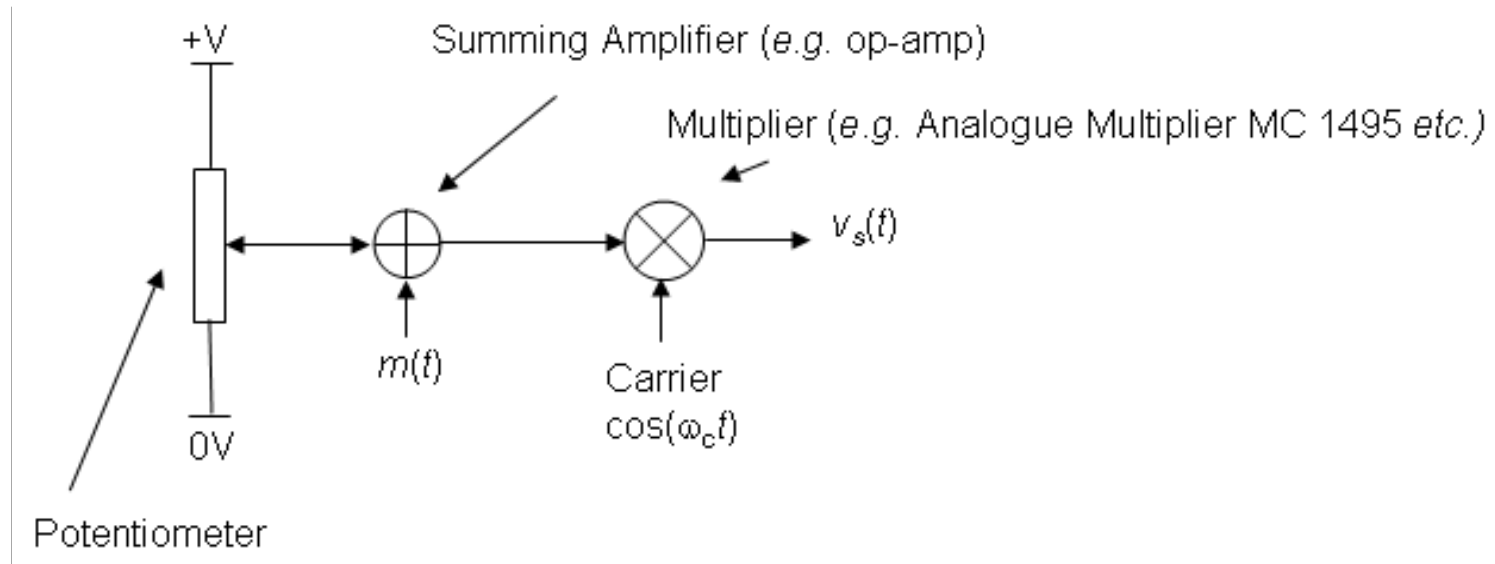 +V
Summing Amplifier (e.g. op-amp)
Multiplier (e.g. Analogue Multiplier MC 1495 etc.)
vs(t)
m(t)
Carrier
cos(ωct)
0V
Potentiometer